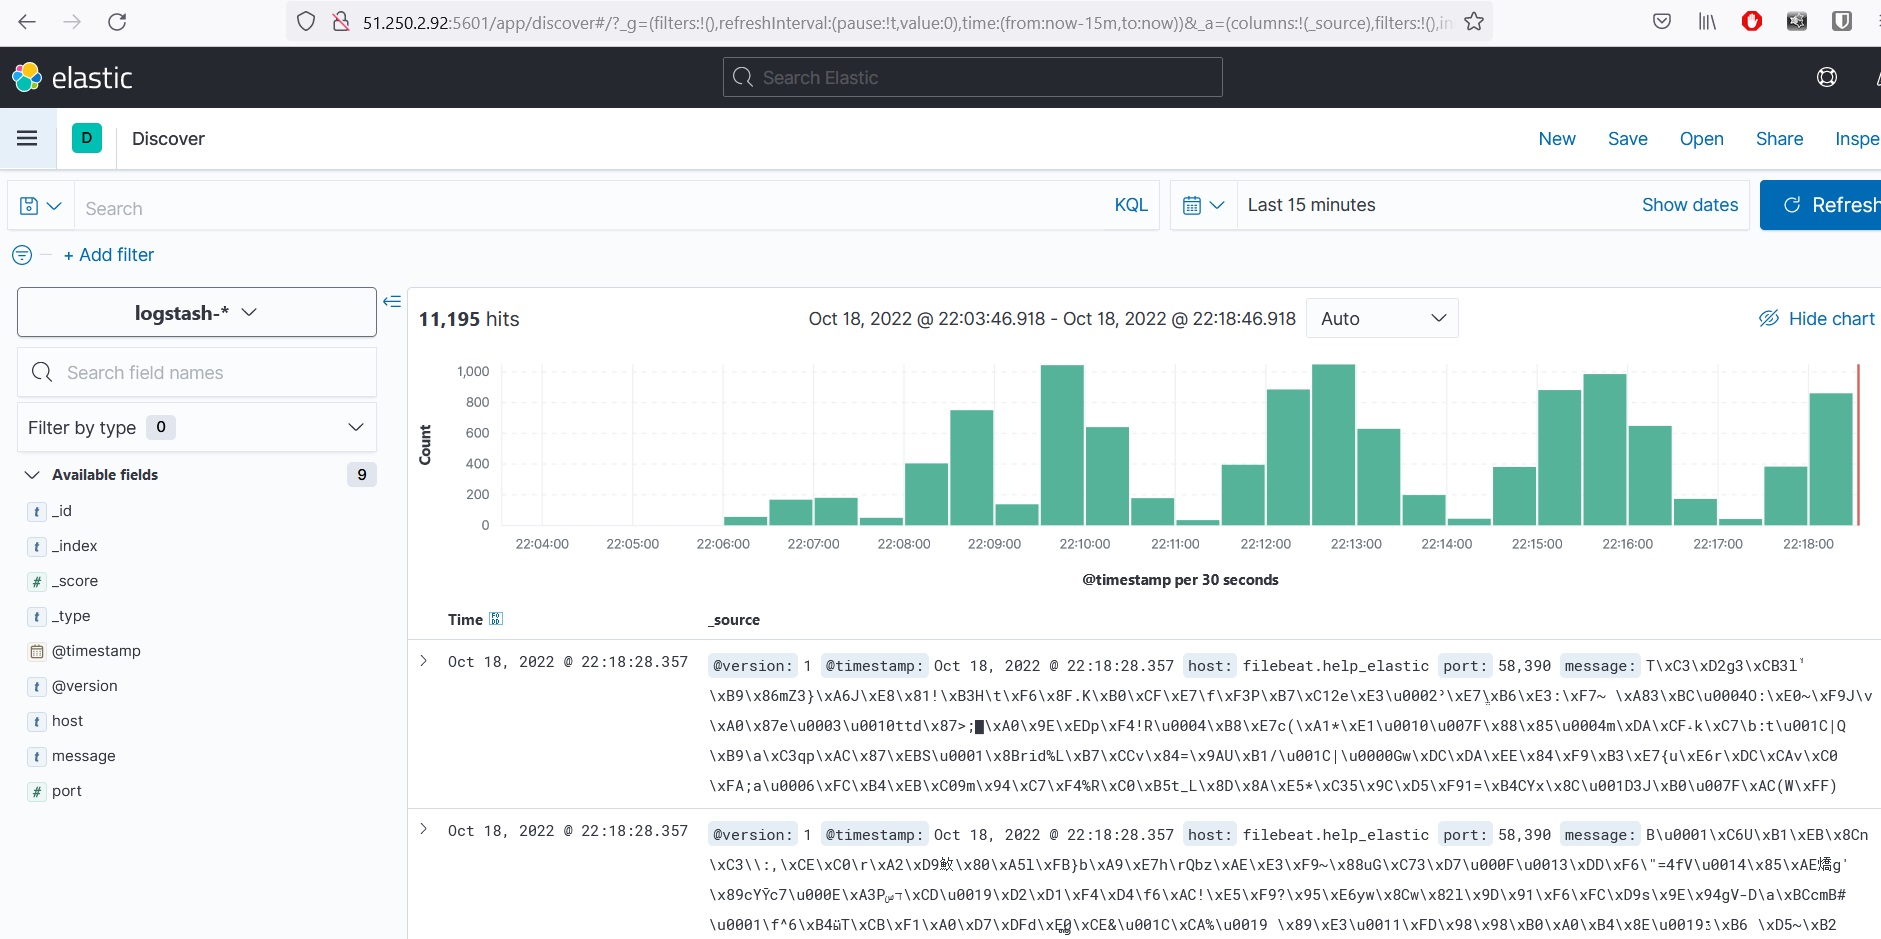 51.250.2.92:5601/app/discover#/?_g=(filters:!(),refreshInterval:(pause:!t,value:0),time:(from:now-15m,to:now))&_a=(columns:!(_source),filters:!(),in
elastic
Search Elastic
D Discover New Save Open Share Inspe
Search KQL Last 15 minutes Show dates Refresh
+ Add filter
logstash-*
11,195 hits Oct 18, 2022 @ 22:03:46.918 - Oct 18, 2022 @ 22:18:46.918 Auto Hide chart
Search field names
Filter by type 0
Available fields 9
t _id
t _index
# _score
t _type
@timestamp
t @version
t host
t message
# port
Count
1,000
800
600
400
200
0
22:04:00 22:05:00 22:06:00 22:07:00 22:08:00 22:09:00 22:10:00 22:11:00 22:12:00 22:13:00 22:14:00 22:15:00 22:16:00 22:17:00 22:18:00
@timestamp per 30 seconds
Time _source
Oct 18, 2022 @ 22:18:28.357 @version: 1 @timestamp: Oct 18, 2022 @ 22:18:28.357 host: filebeat.help_elastic port: 58,390 message: T\xC3\xD2g3\xCB3l
\xB9\x86mZ3}\xA6J\xE8\x81!\xB3H\t\xF6\x8F.K\xB0\xCF\xE7\f\xF3P\xB7\xC12e\xE3\u0002 \xE7 \xB6\xE3:\xF7~ \xA83\xBC\u0004O:\xE0~\xF9J\v
\xA0\x87e\u0003\u0010ttd\x87>; \xA0\x9E\xEDp\xF4!R\u0004\xB8\xE7c(\xA1*\xE1\u0010\u007F\x88\x85\u0004m\xDA\xCF k\xC7\b:t\u001C|Q
\xB9\a\xC3qp\xAC\x87\xEBS\u0001\x8Brid%L\xB7\xCCv\x84=\x9AU\xB1/\u001C|\u0000Gw\xDC\xDA\xEE\x84\xF9\xB3\xE7{u\xE6r\xDC\xCAv\xC0
\xFA;a\u0006\xFC\xB4\xEB\xC09m\x94\xC7\xF4%R\xC0\xB5t_L\x8D\x8A\xE5*\xC35\x9C\xD5\xF91=\xB4CYx\x8C\u001D3J\xB0\u007F\xAC(W\xFF)
Oct 18, 2022 @ 22:18:28.357 @version: 1 @timestamp: Oct 18, 2022 @ 22:18:28.357 host: filebeat.help_elastic port: 58,390 message: B\u0001\xC6U\xB1\xEB\x8Cn
\xC3\\:,\xCE\xC0\r\xA2\xD9 \x80\xA5l\xFB}b\xA9\xE7h\rQbz\xAE\xE3\xF9~\x88uG\xC73\xD7\u000F\u0013\xDD\xF6\"=4fV\u0014\x85\xAE g'
\x89cYȲc7\u000E\xA3P \xCD\u0019\xD2\xD1\xF4\xD4\f6\xAC!\xE5\xF9?\x95\xE6yw\x8Cw\x82l\x9D\x91\xF6\xFC\xD9s\x9E\x94gV-D\a\xBCcmB#
\u0001\f^6\xB4 T\xCB\xF1\xA0\xD7\xDFd\xE0\xCE&\u001C\xCA%\u0019 \x89\xE3\u0011\xFD\x98\x98\xB0\xA0\xB4\x8E\u0019 \xB6 \xD5~\xB2